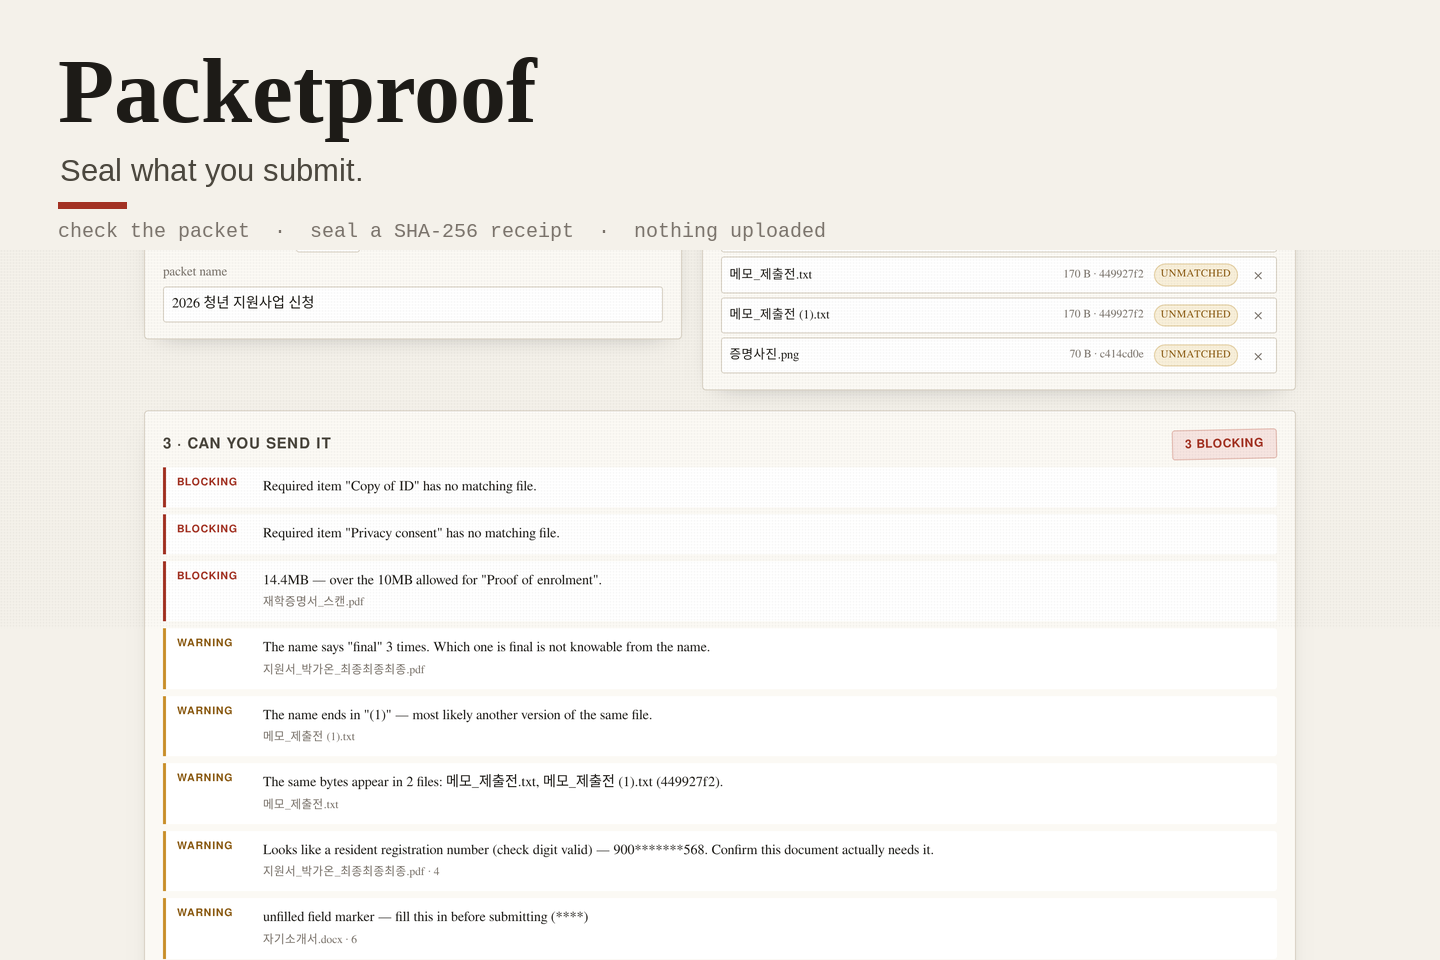 Packetproof
Seal what you submit.
check the packet · seal a SHA-256 receipt · nothing uploaded
packet name
2026 청년 지원사업 신청
메모_제출전.txt 170 B · 449927f2 UNMATCHED ×
메모_제출전 (1).txt 170 B · 449927f2 UNMATCHED ×
증명사진.png 70 B · c414cd0e UNMATCHED ×
3 · CAN YOU SEND IT 3 BLOCKING
BLOCKING Required item "Copy of ID" has no matching file.
BLOCKING Required item "Privacy consent" has no matching file.
BLOCKING 14.4MB — over the 10MB allowed for "Proof of enrolment".
재학증명서_스캔.pdf
WARNING The name says "final" 3 times. Which one is final is not knowable from the name.
지원서_박가온_최종최종최종.pdf
WARNING The name ends in "(1)" — most likely another version of the same file.
메모_제출전 (1).txt
WARNING The same bytes appear in 2 files: 메모_제출전.txt, 메모_제출전 (1).txt (449927f2).
메모_제출전.txt
WARNING Looks like a resident registration number (check digit valid) — 900*******568. Confirm this document actually needs it.
지원서_박가온_최종최종최종.pdf · 4
WARNING unfilled field marker — fill this in before submitting (****)
자기소개서.docx · 6